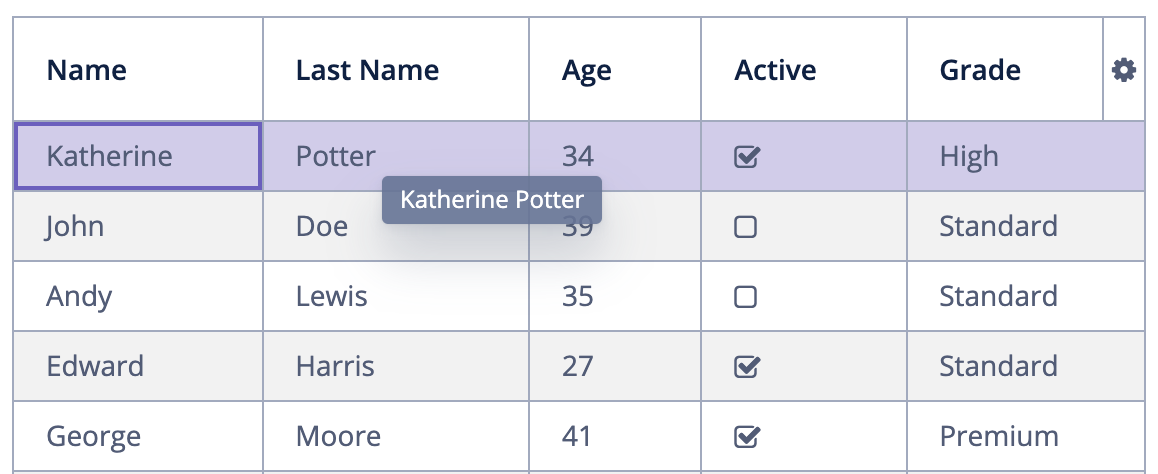 Name Last Name Age Active Grade
Katherine Potter 34 High
Katherine Potter
John Doe 39 Standard
Andy Lewis 35 Standard
Edward Harris 27 Standard
George Moore 41 Premium